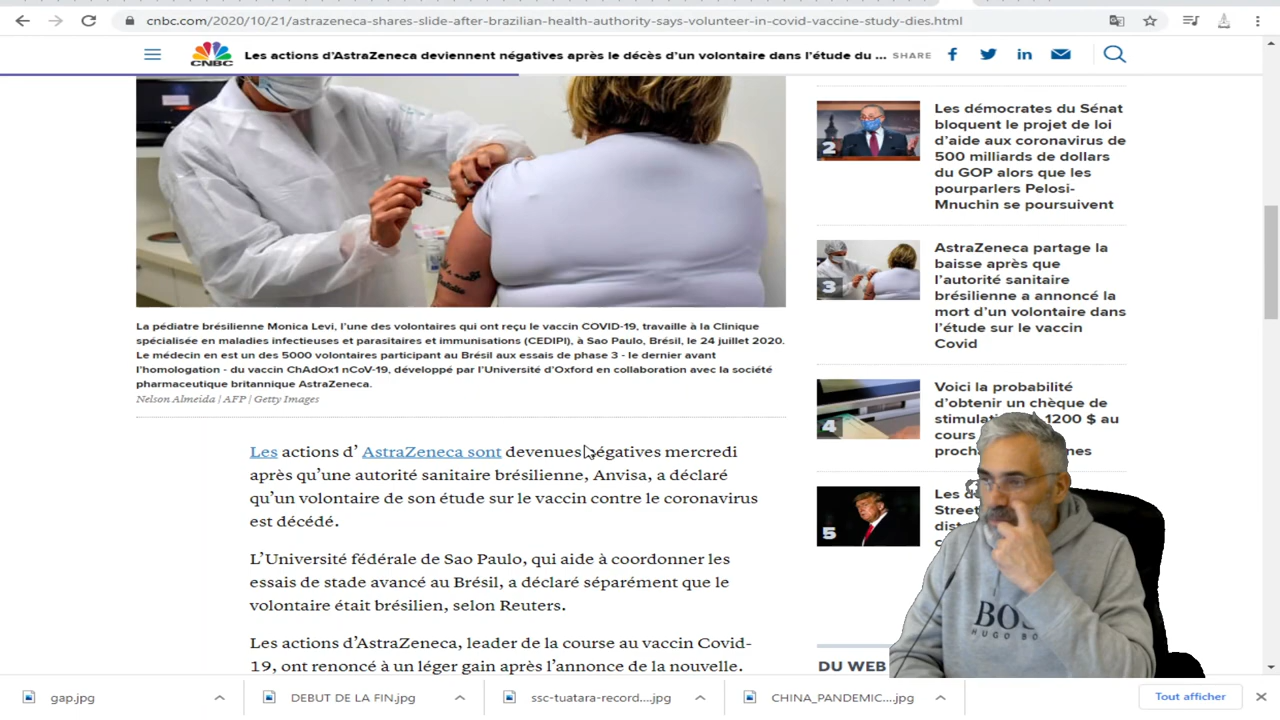 cnbc.com/2020/10/21/astrazeneca-shares-slide-after-brazilian-health-authority-says-volunteer-in-covid-vaccine-study-dies.html
CNBC
Les actions d'AstraZeneca deviennent négatives après le décès d'un volontaire dans l'étude du ...
SHARE
La pédiatre brésilienne Monica Levi, l'une des volontaires qui ont reçu le vaccin COVID-19, travaille à la Clinique
spécialisée en maladies infectieuses et parasitaires et immunisations (CEDIPI), à Sao Paulo, Brésil, le 24 juillet 2020.
Le médecin en est un des 5000 volontaires participant au Brésil aux essais de phase 3 - le dernier avant
l'homologation - du vaccin ChAdOx1 nCoV-19, développé par l'Université d'Oxford en collaboration avec la société
pharmaceutique britannique AstraZeneca.
Nelson Almeida | AFP | Getty Images
Les actions d' AstraZeneca sont devenues négatives mercredi
après qu'une autorité sanitaire brésilienne, Anvisa, a déclaré
qu'un volontaire de son étude sur le vaccin contre le coronavirus
est décédé.
L'Université fédérale de Sao Paulo, qui aide à coordonner les
essais de stade avancé au Brésil, a déclaré séparément que le
volontaire était brésilien, selon Reuters.
Les actions d'AstraZeneca, leader de la course au vaccin Covid-
19, ont renoncé à un léger gain après l'annonce de la nouvelle.
2
Les démocrates du Sénat
bloquent le projet de loi
d'aide aux coronavirus de
500 milliards de dollars
du GOP alors que les
pourparlers Pelosi-
Mnuchin se poursuivent
3
AstraZeneca partage la
baisse après que
l'autorité sanitaire
brésilienne a annoncé la
mort d'un volontaire dans
l'étude sur le vaccin
Covid
4
Voici la probabilité
d'obtenir un chèque de
1200 $ au
cours
5
Les
Street
DU WEB
HUGO
gap.jpg
DEBUT DE LA FIN.jpg
ssc-tuatara-record....jpg
CHINA_PANDEMIC....jpg
Tout afficher